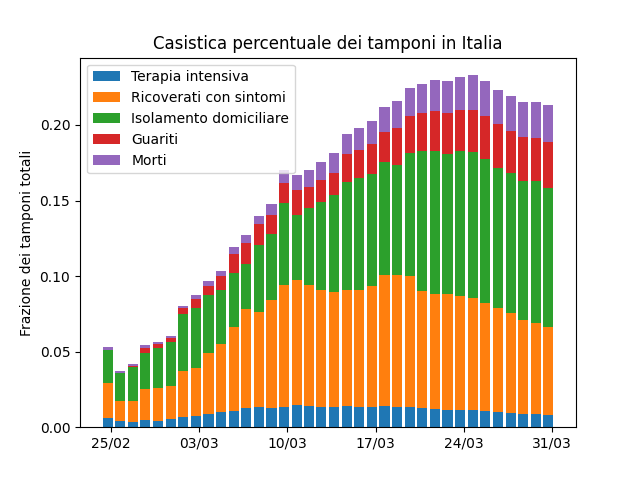 Casistica percentuale dei tamponi in Italia
Terapia intensiva
Ricoverati con sintomi
Isolamento domiciliare
Guariti
Morti
Frazione dei tamponi totali
0.20
0.15
0.10
0.05
0.00
25/02
03/03
10/03
17/03
24/03
31/03